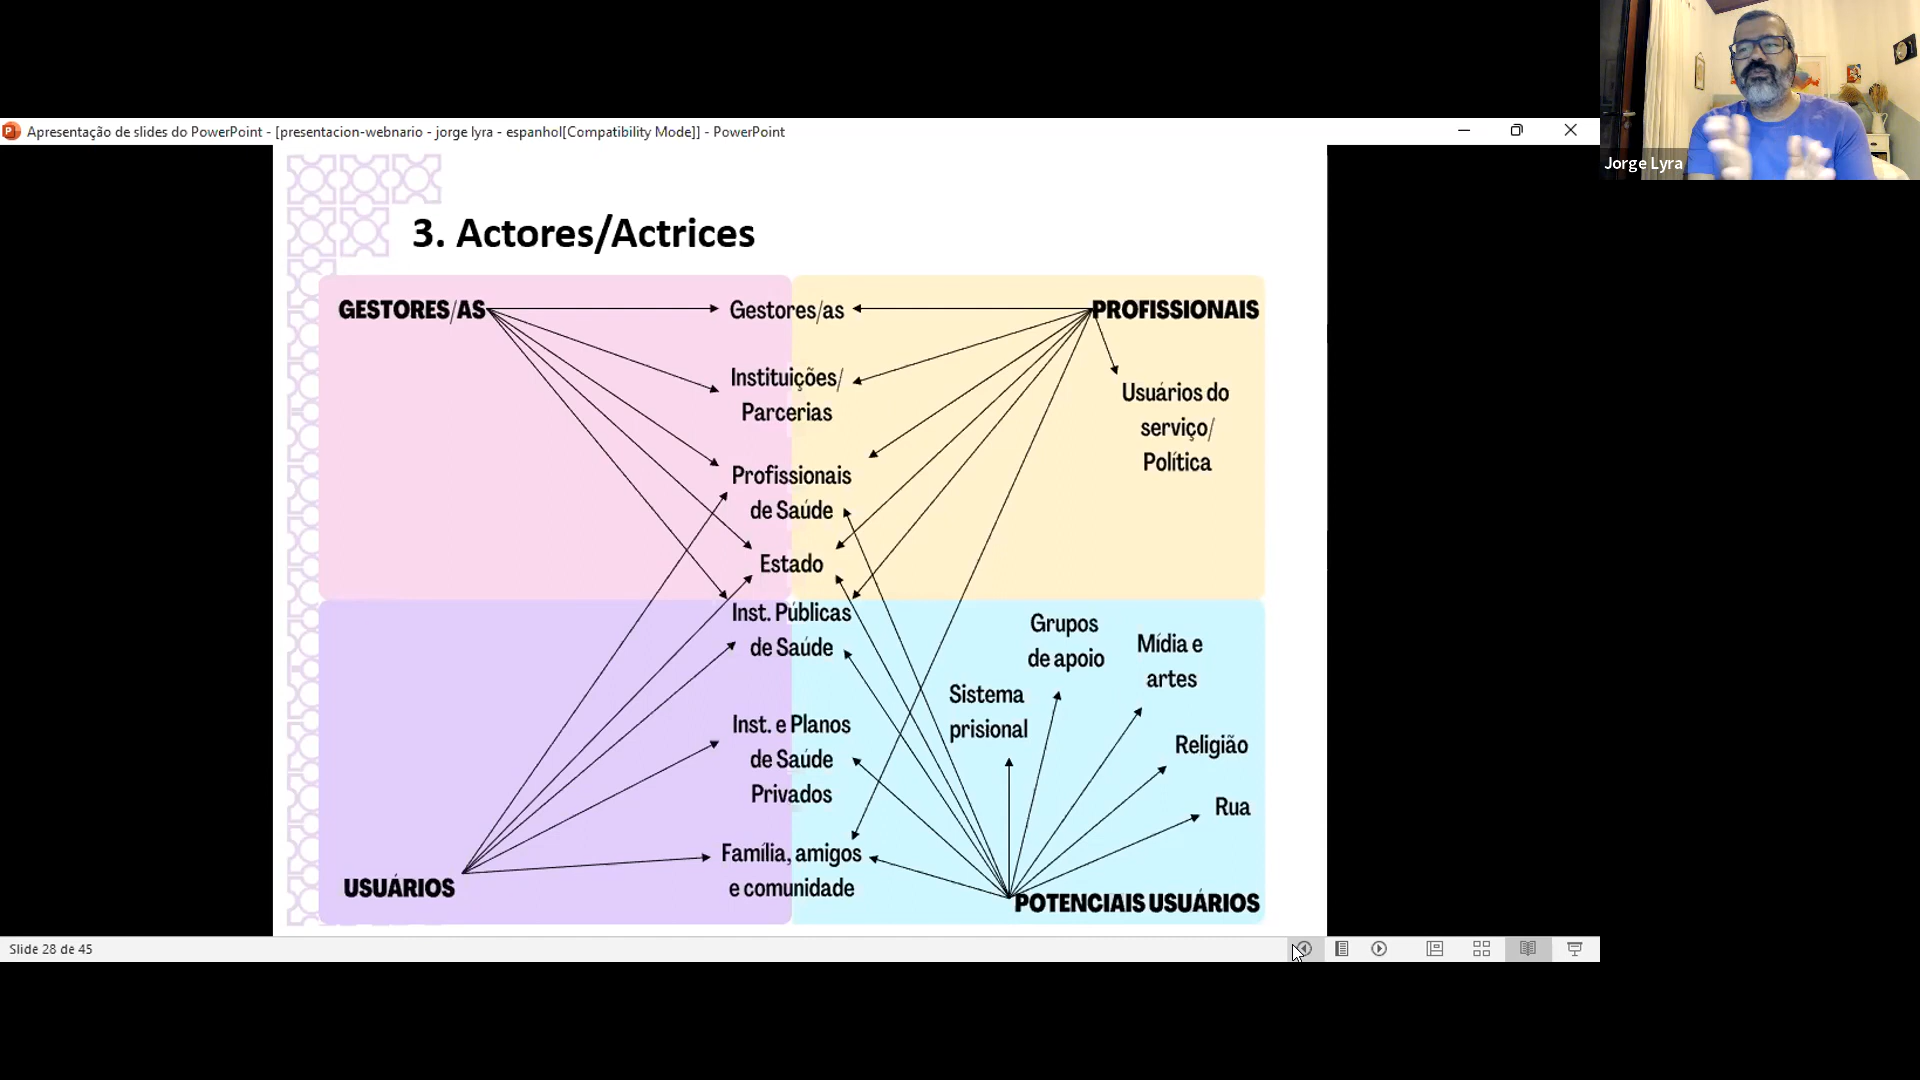 Apresentação de slides do PowerPoint - [presentacion-webnario - jorge lyra - espanhol[Compatibility Mode]] - PowerPoint
Jorge Lyra
3. Actores/Actrices
GESTORES/AS
Gestores/as
PROFISSIONAIS
Instituições/
Parcerias
Usuários do
serviço/
Política
Profissionais
de Saúde
Estado
Inst. Públicas
de Saúde
Grupos
de apoio
Mídia e
artes
Sistema
prisional
Inst. e Planos
de Saúde
Privados
Religião
Rua
Família, amigos
e comunidade
USUÁRIOS
POTENCIAIS USUÁRIOS
Slide 28 de 45